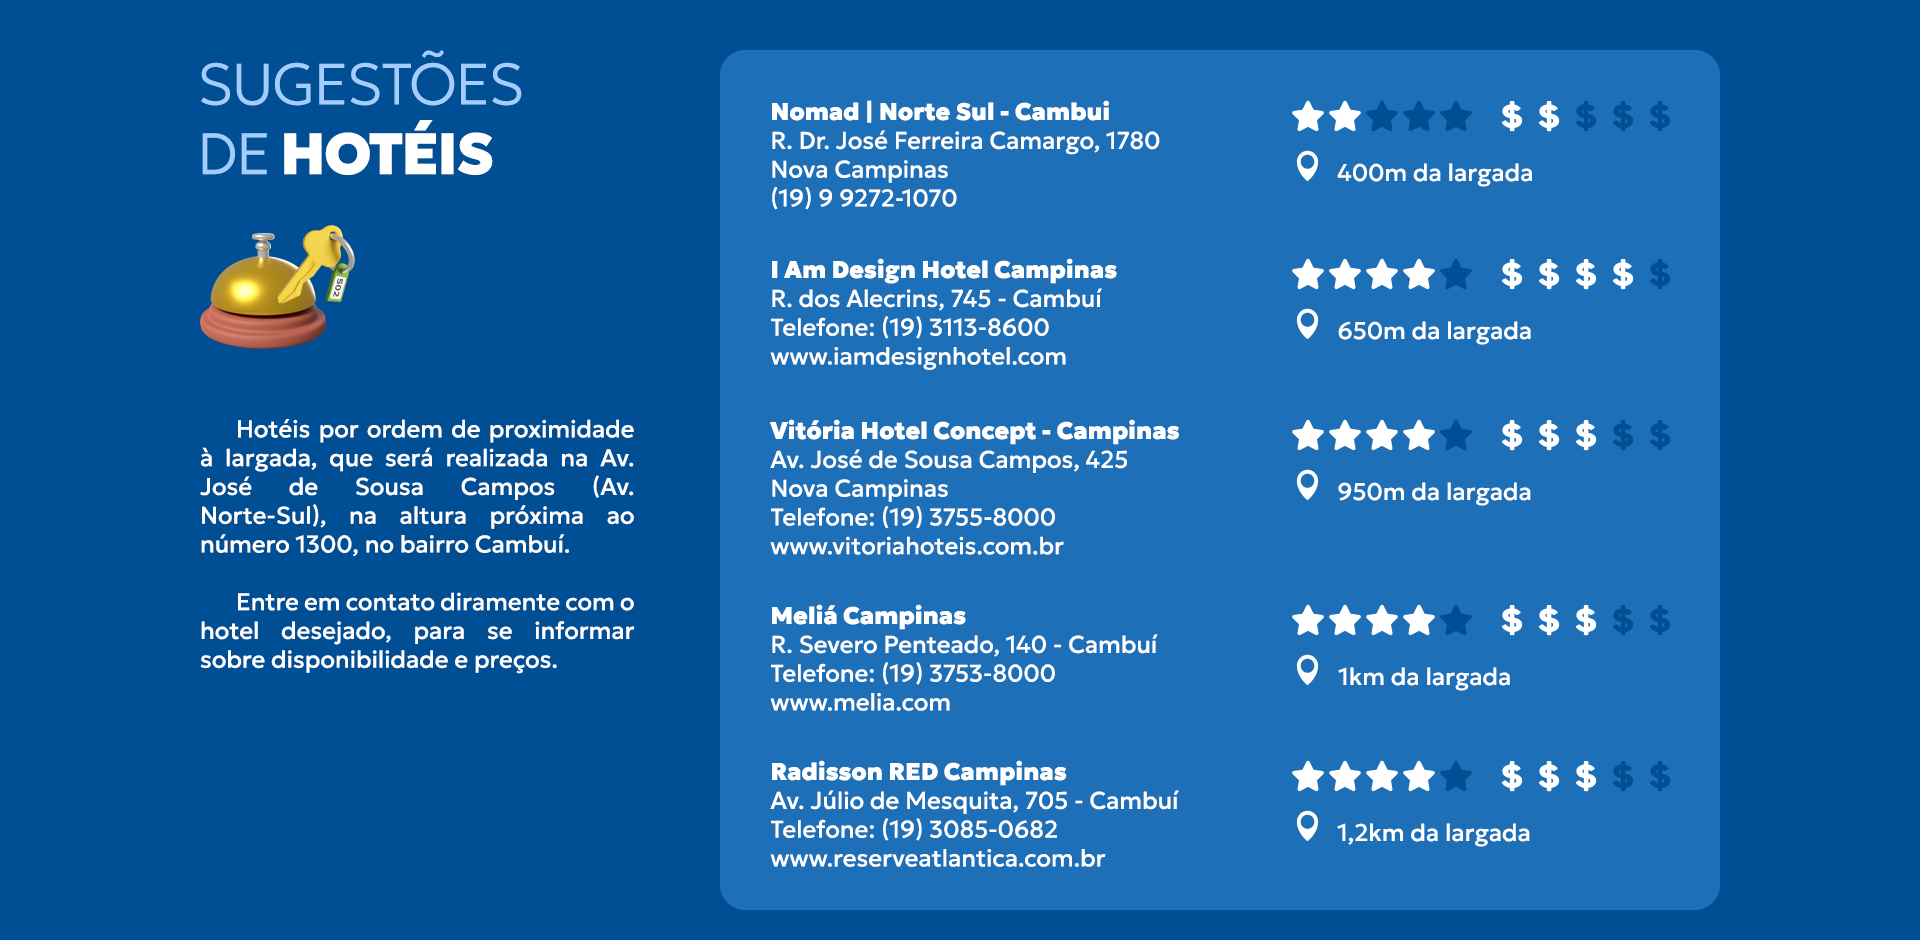 SUGESTÕES
DE HOTÉIS
502
Hotéis por ordem de proximidade
à largada, que será realizada na Av.
José de Sousa Campos (Av.
Norte-Sul), na altura próxima ao
número 1300, no bairro Cambuí.
Entre em contato diramente com o
hotel desejado, para se informar
sobre disponibilidade e preços.
Nomad | Norte Sul - Cambui
R. Dr. José Ferreira Camargo, 1780
Nova Campinas
(19) 9 9272-1070
$ $ $ $ $
400m da largada
I Am Design Hotel Campinas
R. dos Alecrins, 745 - Cambuí
Telefone: (19) 3113-8600
www.iamdesignhotel.com
$ $ $ $ $
650m da largada
Vitória Hotel Concept - Campinas
Av. José de Sousa Campos, 425
Nova Campinas
Telefone: (19) 3755-8000
www.vitoriahoteis.com.br
$ $ $ $ $
950m da largada
Meliá Campinas
R. Severo Penteado, 140 - Cambuí
Telefone: (19) 3753-8000
www.melia.com
$ $ $ $ $
1km da largada
Radisson RED Campinas
Av. Júlio de Mesquita, 705 - Cambuí
Telefone: (19) 3085-0682
www.reserveatlantica.com.br
$ $ $ $ $
1,2km da largada